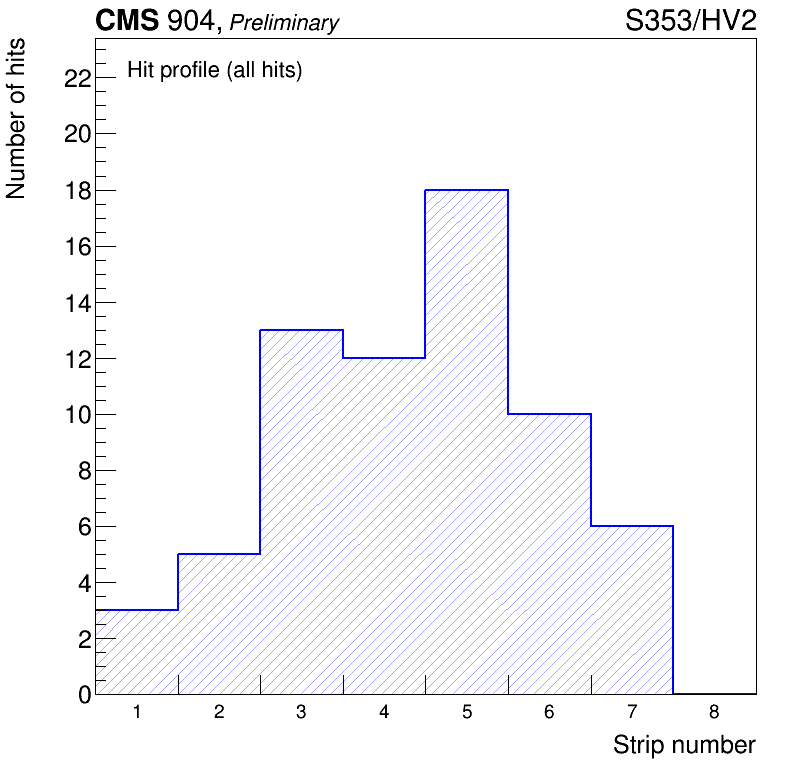 CMS 904, Preliminary S353/HV2
Number of hits
Hit profile (all hits)
22
20
18
16
14
12
10
8
6
4
2
0
1 2 3 4 5 6 7 8
Strip number